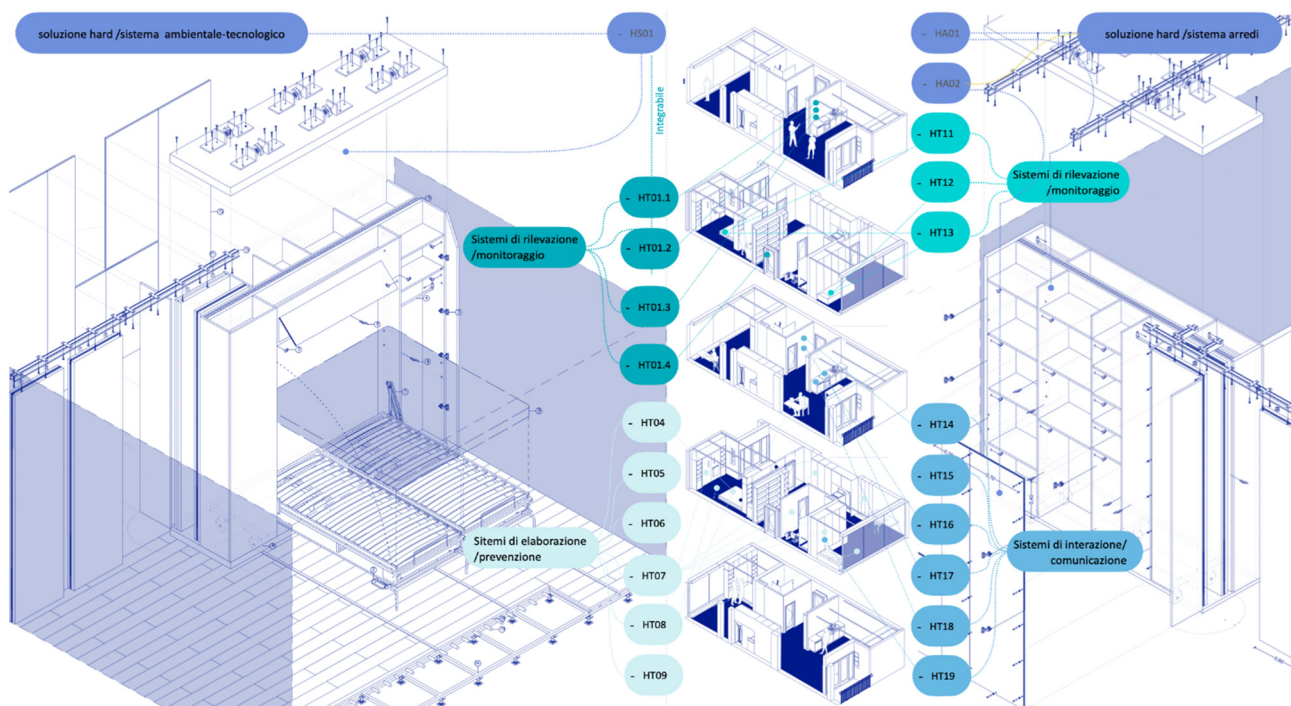 soluzione hard /sistema ambientale-tecnologico
- HS01
Integrabile
- HT01.1
- HT01.2
- HT01.3
- HT01.4
Sistemi di rilevazione
/monitoraggio
- HT04
- HT05
- HT06
- HT07
- HT08
- HT09
Sitemi di elaborazione
/prevenzione
- HA01
- HA02
soluzione hard /sistema arredi
- HT11
- HT12
- HT13
Sistemi di rilevazione
/monitoraggio
- HT14
- HT15
- HT16
- HT17
- HT18
- HT19
Sistemi di interazione/
comunicazione